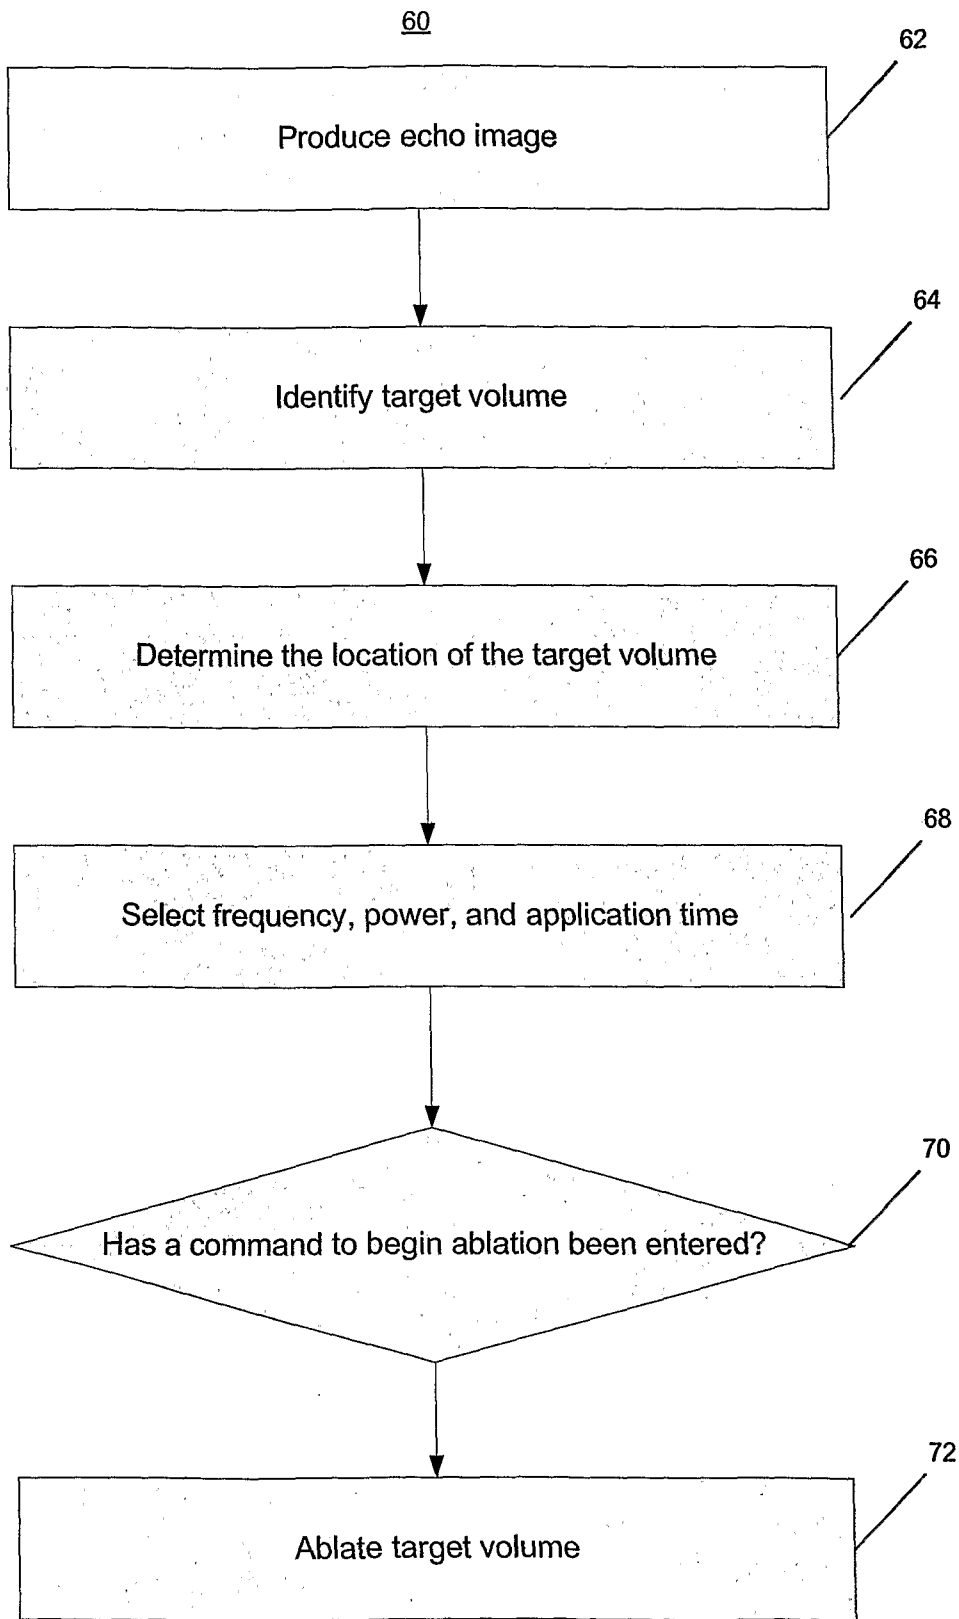 60
62
Produce echo image
64
Identify target volume
66
Determine the location of the target volume
68
Select frequency, power, and application time
70
Has a command to begin ablation been entered?
72
Ablate target volume